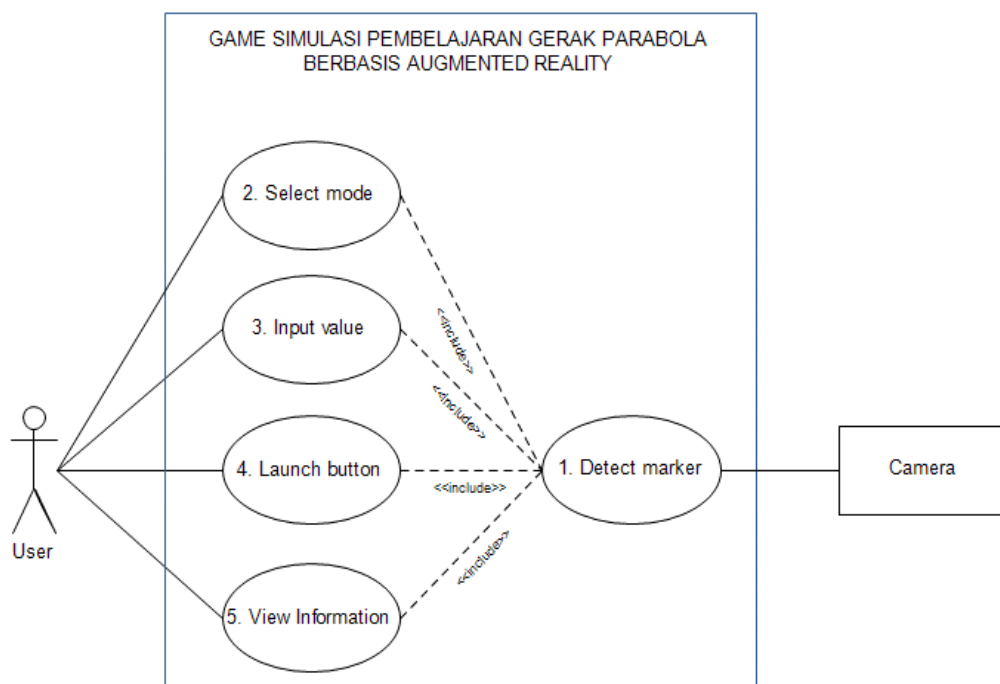 GAME SIMULASI PEMBELAJARAN GERAK PARABOLA
BERBASIS AUGMENTED REALITY
2. Select mode
3. Input value
<<include>>
<<include>>
4. Launch button
<<include>>
1. Detect marker
Camera
User
<<include>>
5. View Information